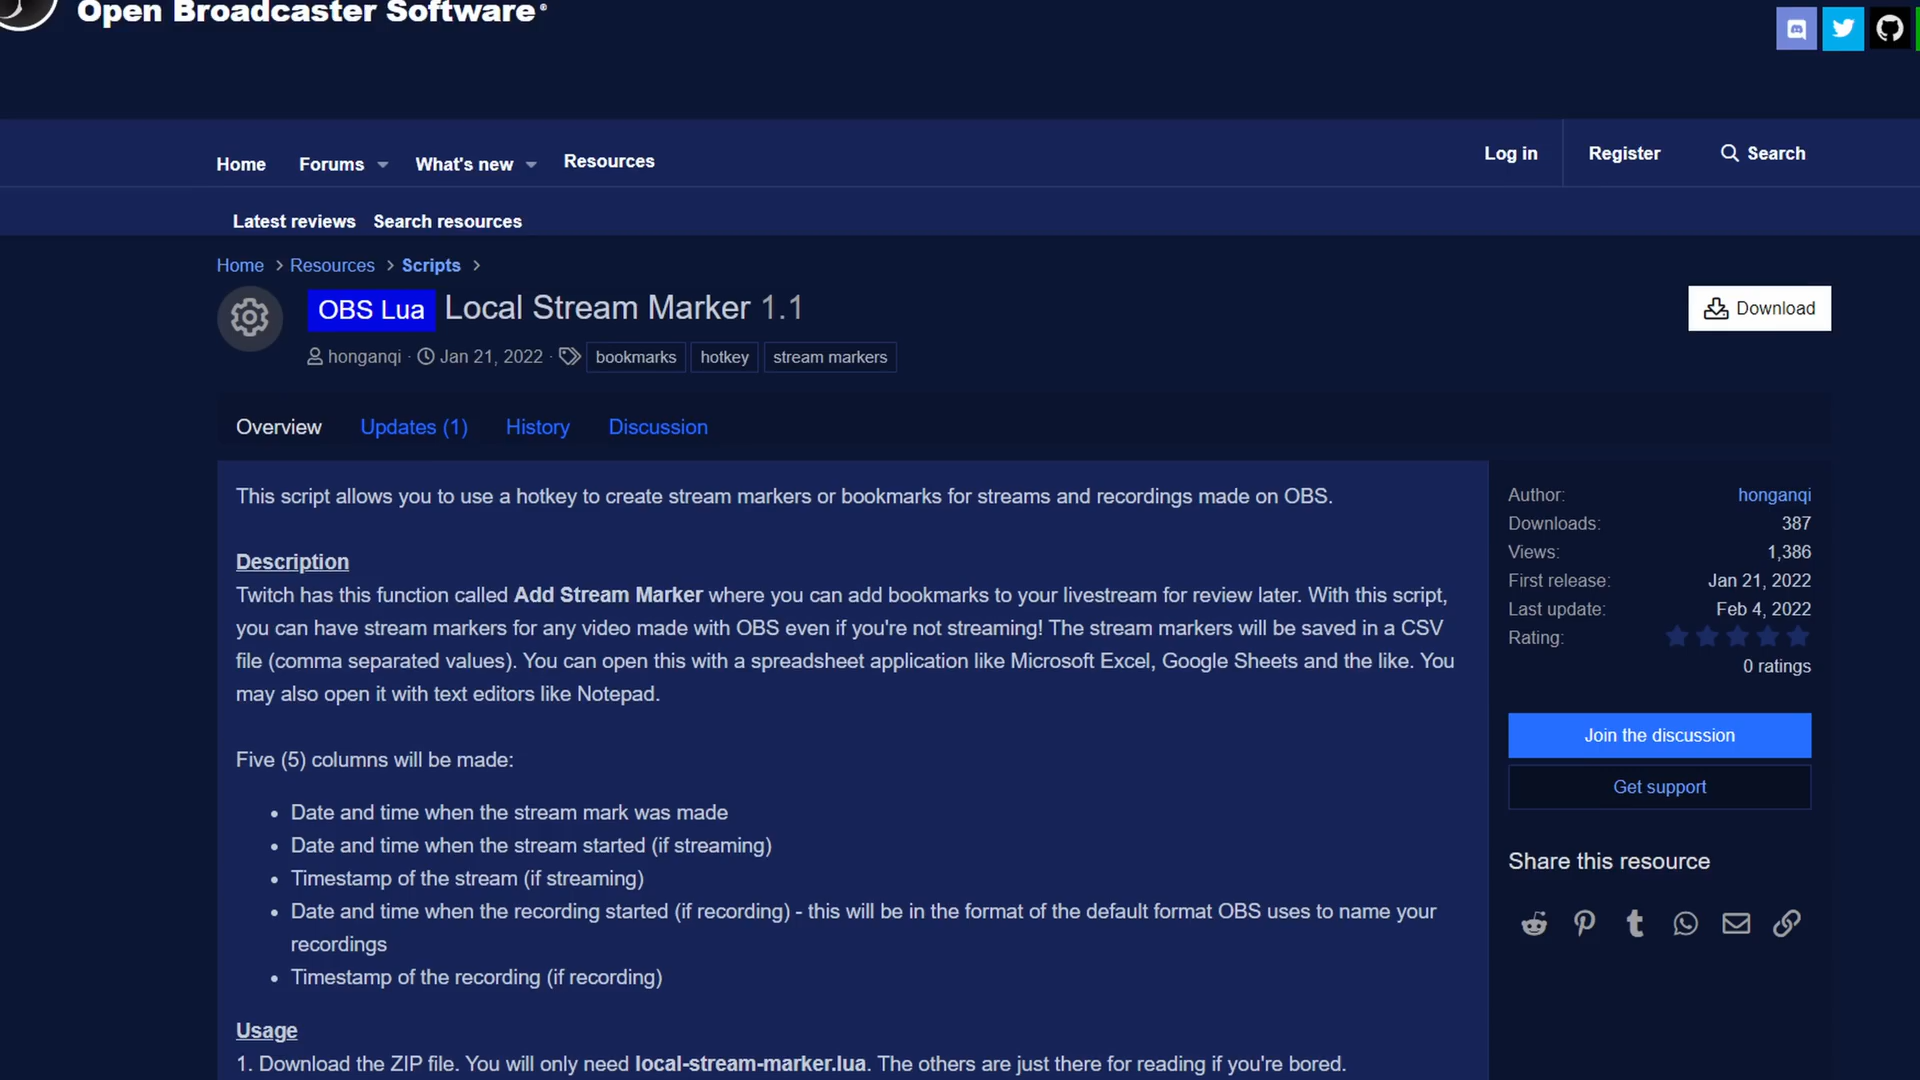 Open Broadcaster Software®
Home
Forums
What's new
Resources
Log in
Register
Search
Latest reviews
Search resources
Home
Resources
Scripts
OBS Lua Local Stream Marker 1.1
Download
honganqi · Jan 21, 2022 · bookmarks hotkey stream markers
Overview
Updates (1)
History
Discussion
This script allows you to use a hotkey to create stream markers or bookmarks for streams and recordings made on OBS.
Description
Twitch has this function called Add Stream Marker where you can add bookmarks to your livestream for review later. With this script,
you can have stream markers for any video made with OBS even if you're not streaming! The stream markers will be saved in a CSV
file (comma separated values). You can open this with a spreadsheet application like Microsoft Excel, Google Sheets and the like. You
may also open it with text editors like Notepad.
Five (5) columns will be made:
• Date and time when the stream mark was made
• Date and time when the stream started (if streaming)
• Timestamp of the stream (if streaming)
• Date and time when the recording started (if recording) - this will be in the format of the default format OBS uses to name your
recordings
• Timestamp of the recording (if recording)
Usage
1. Download the ZIP file. You will only need local-stream-marker.lua. The others are just there for reading if you're bored.
Author: honganqi
Downloads: 387
Views: 1,386
First release: Jan 21, 2022
Last update: Feb 4, 2022
Rating:
0 ratings
Join the discussion
Get support
Share this resource